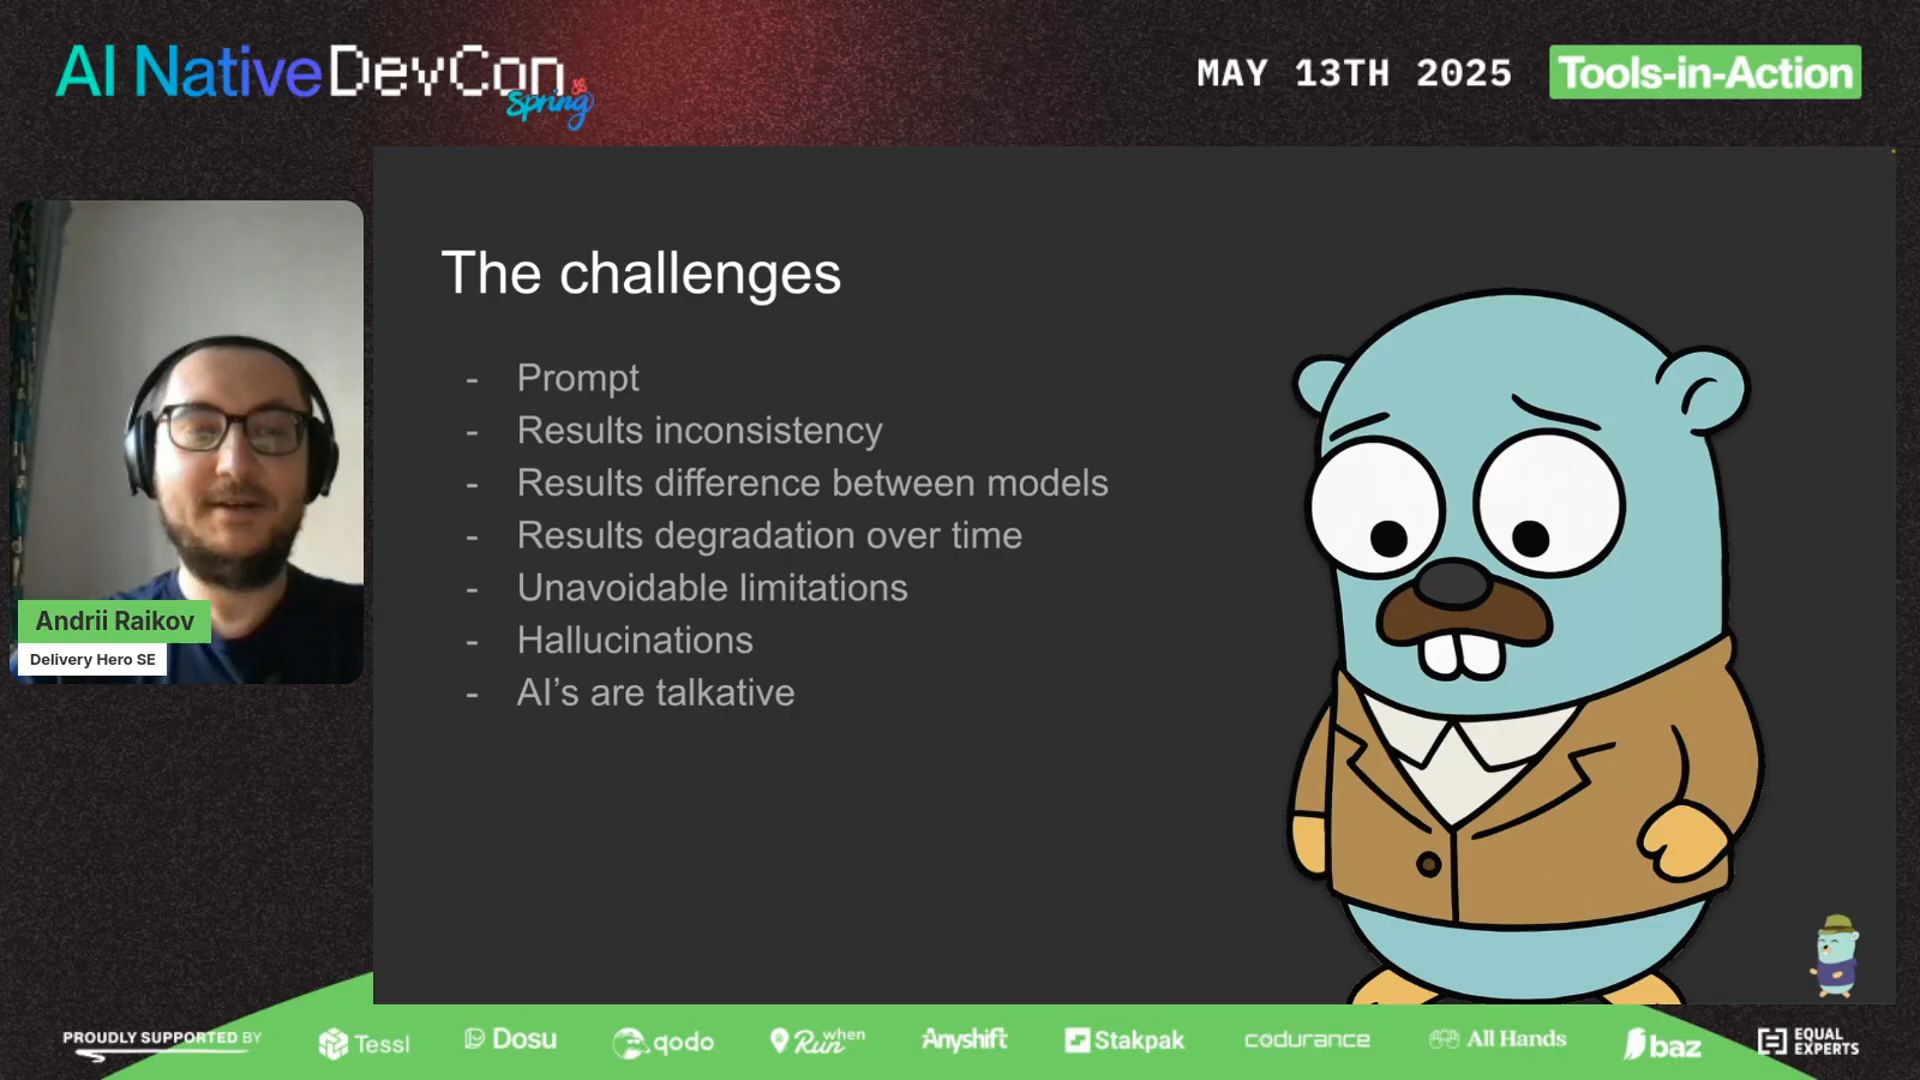 AI Native DevCon
Spring
MAY 13TH 2025
Tools-in-Action
The challenges
- Prompt
- Results inconsistency
- Results difference between models
- Results degradation over time
- Unavoidable limitations
- Hallucinations
- AI’s are talkative
Andrii Raikov
Delivery Hero SE
PROUDLY SUPPORTED BY
Tessl
Dosu
qodo
Run when
Anyshift
Stakpak
codurance
All Hands
baz
EQUAL
EXPERTS